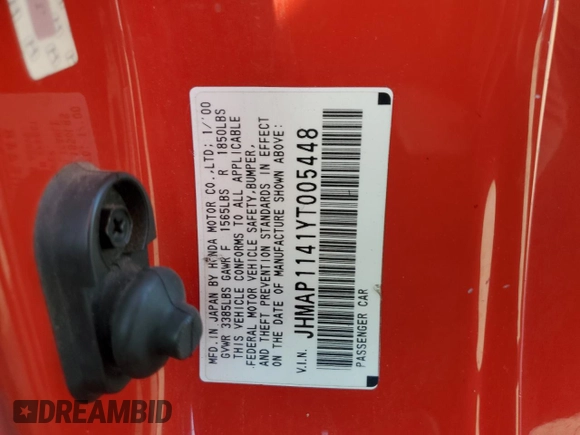 MFD.IN JAPAN BY HONDA MOTOR CO.,LTD; 1/'00
GVWR 3385LBS GAWR F 1565LBS R 1850LBS
THIS VEHICLE CONFORMS TO ALL APPLICABLE
FEDERAL MOTOR VEHICLE SAFETY,BUMPER,
AND THEFT PREVENTION STANDARDS IN EFFECT
ON THE DATE OF MANUFACTURE SHOWN ABOVE:
V.I.N. JHMAP1141YT005448
PASSENGER CAR
DREAMBID